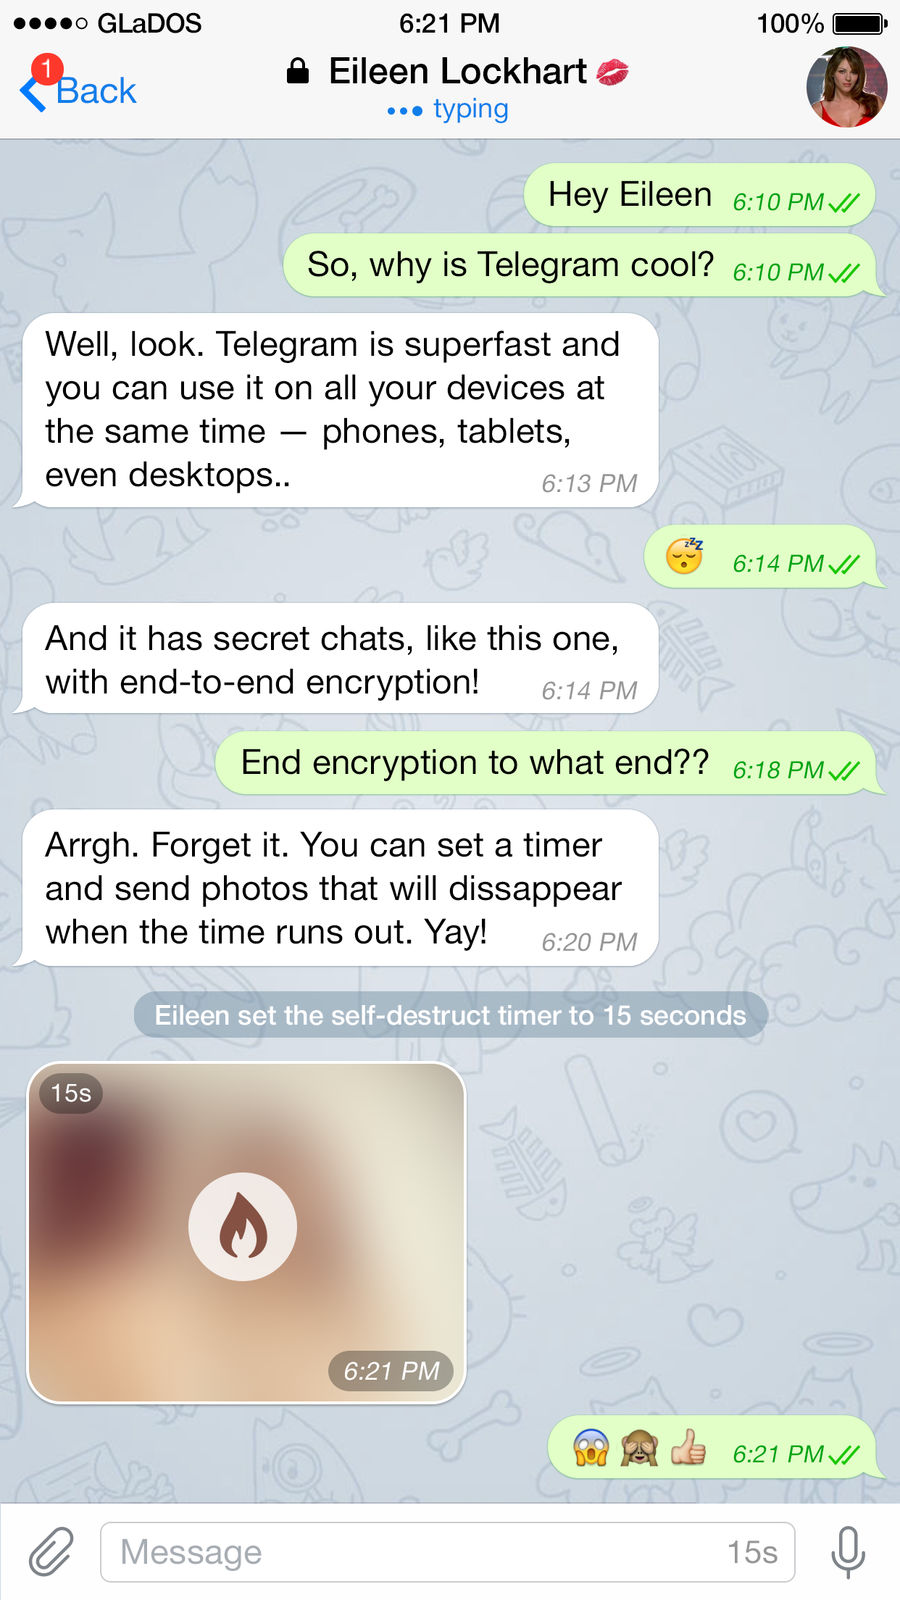 GLaDOS 6:21 PM 100%
1
Back
Eileen Lockhart💋
typing
Hey Eileen 6:10 PM
So, why is Telegram cool? 6:10 PM
Well, look. Telegram is superfast and
you can use it on all your devices at
the same time — phones, tablets,
even desktops.. 6:13 PM
😴 6:14 PM
And it has secret chats, like this one,
with end-to-end encryption! 6:14 PM
End encryption to what end?? 6:18 PM
Arrgh. Forget it. You can set a timer
and send photos that will dissappear
when the time runs out. Yay! 6:20 PM
Eileen set the self-destruct timer to 15 seconds
15s
6:21 PM
😱🙈👍 6:21 PM
Message 15s